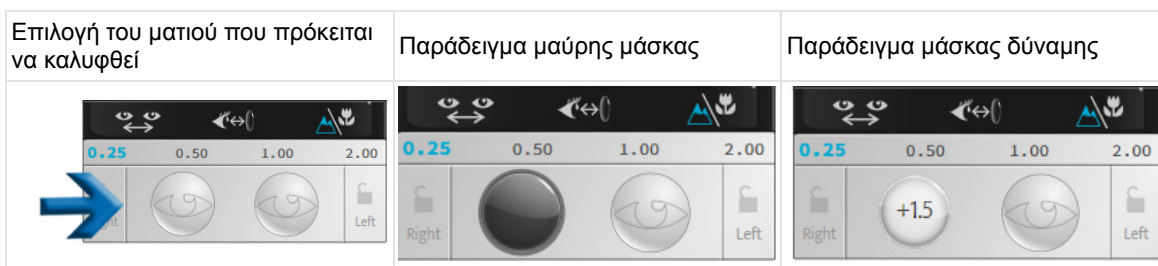 Επιλογή του ματιού που πρόκειται
να καλυφθεί
Παράδειγμα μαύρης μάσκας
Παράδειγμα μάσκας δύναμης
0.25 0.50 1.00 2.00
Left
0.25 0.50 1.00 2.00
Right Left
0.25 0.50 1.00 2.00
+1.5
Right Left